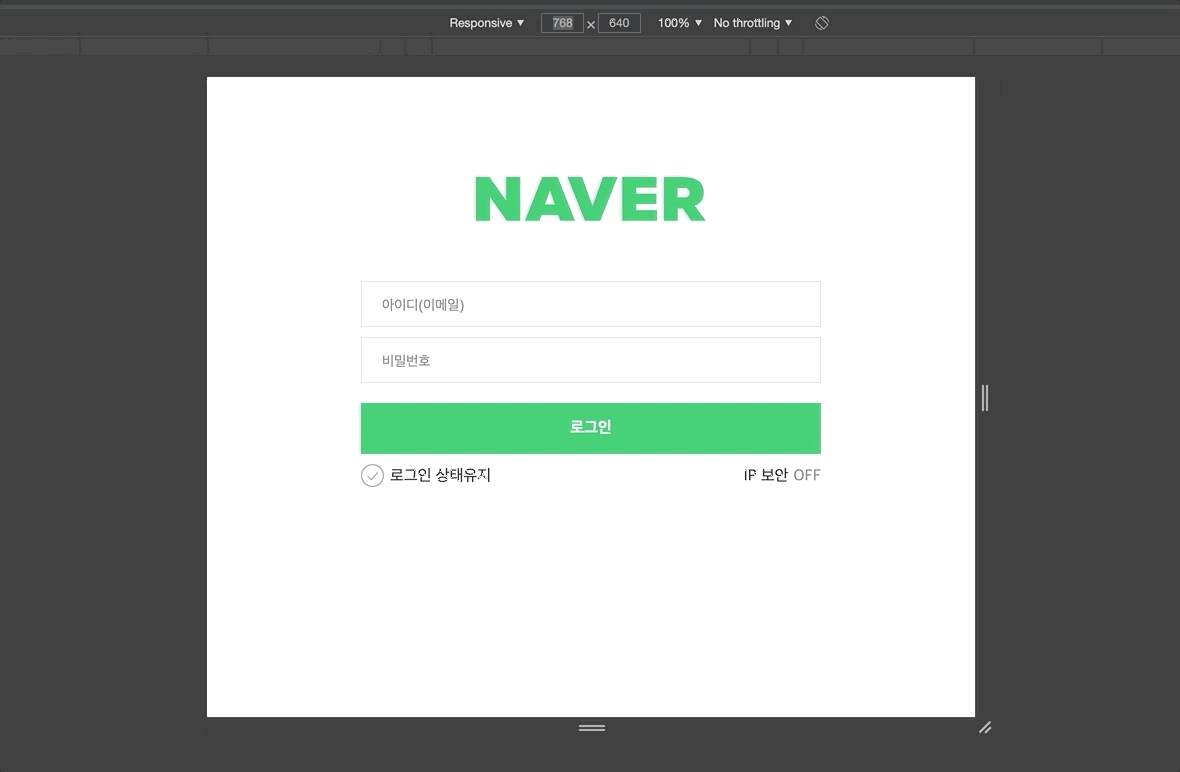 Responsive ▼ 768 × 640 100% ▼ No throttling ▼
NAVER
아이디(이메일)
비밀번호
로그인
로그인 상태유지 IP 보안 OFF